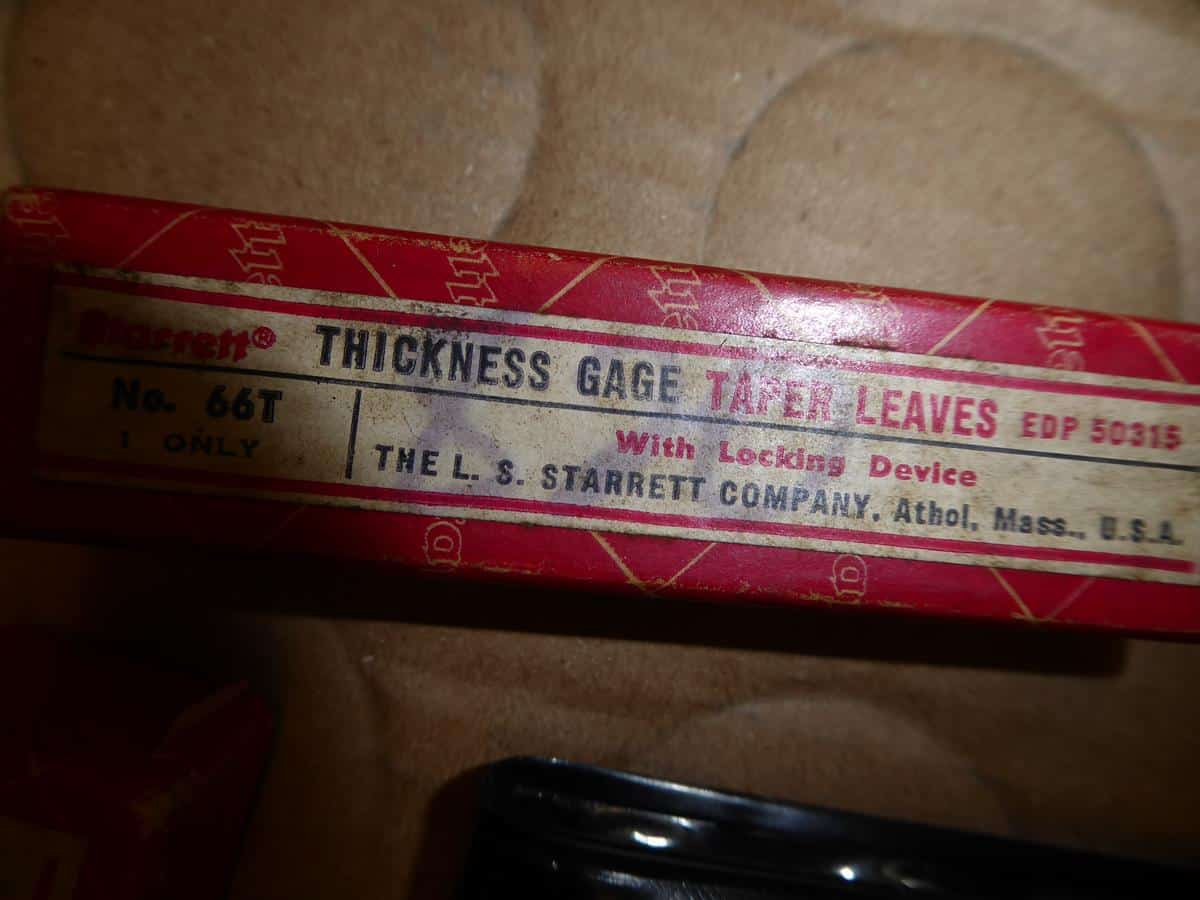 Starrett® THICKNESS GAGE TAPER LEAVES EDP 50315
No. 66T
1 ONLY
With Locking Device
THE L. S. STARRETT COMPANY. Athol, Mass., U.S.A.